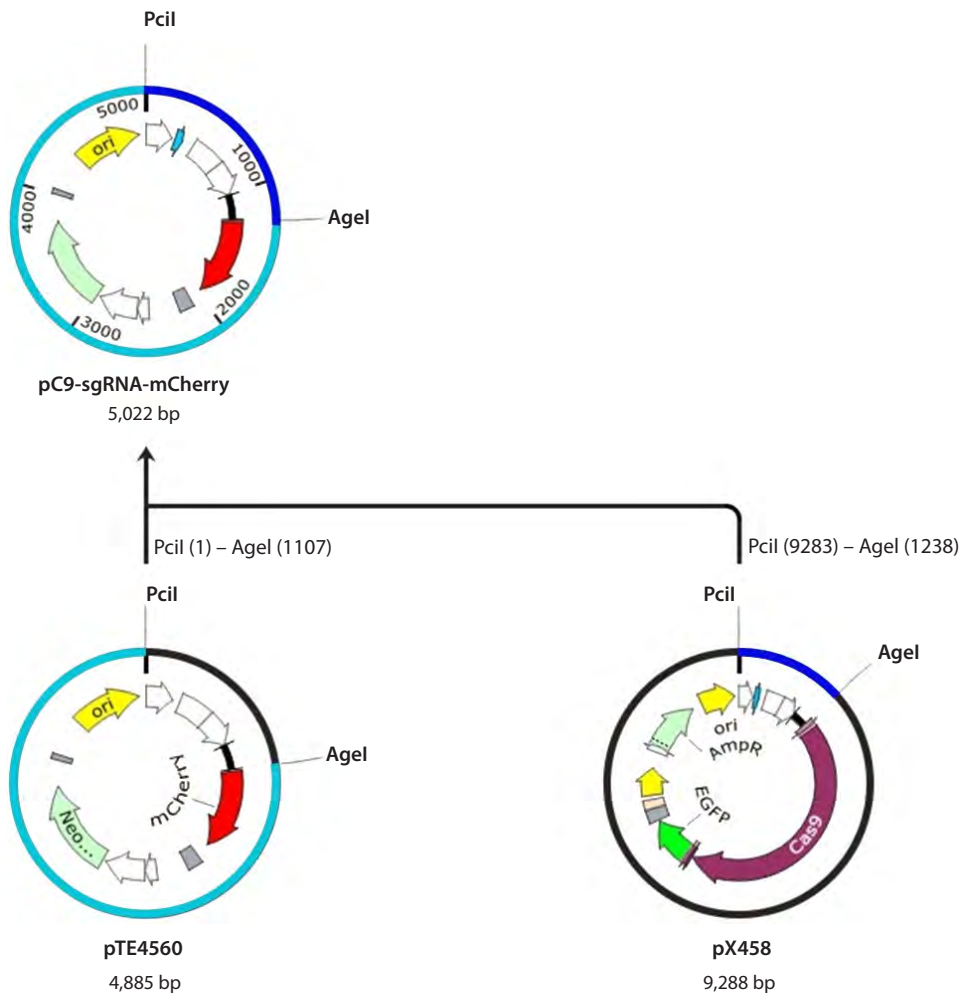 PciI
5000
ori
1000
4000
AgeI
2000
3000
pC9-sgRNA-mCherry
5,022 bp
PciI (1) – AgeI (1107)
PciI (9283) – AgeI (1238)
PciI
PciI
AgeI
ori
AgeI
mCherry
Neo...
ori
AmpR
EGFP
Cas9
pTE4560
pX458
4,885 bp
9,288 bp